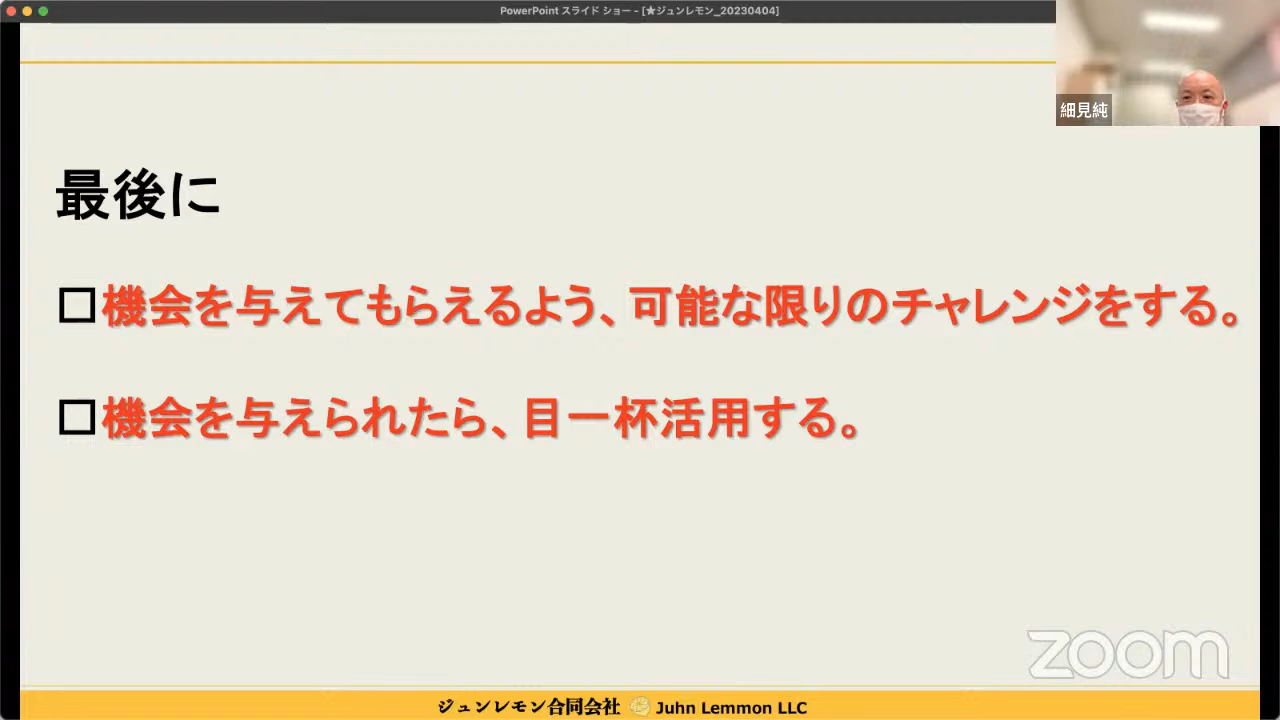 PowerPoint スライド ショー - [★ジュンレモン_20230404]
細見純
最後に
□機会を与えてもらえるよう、可能な限りのチャレンジをする。
□機会を与えられたら、目一杯活用する。
zoom
ジュンレモン合同会社 Juhn Lemmon LLC